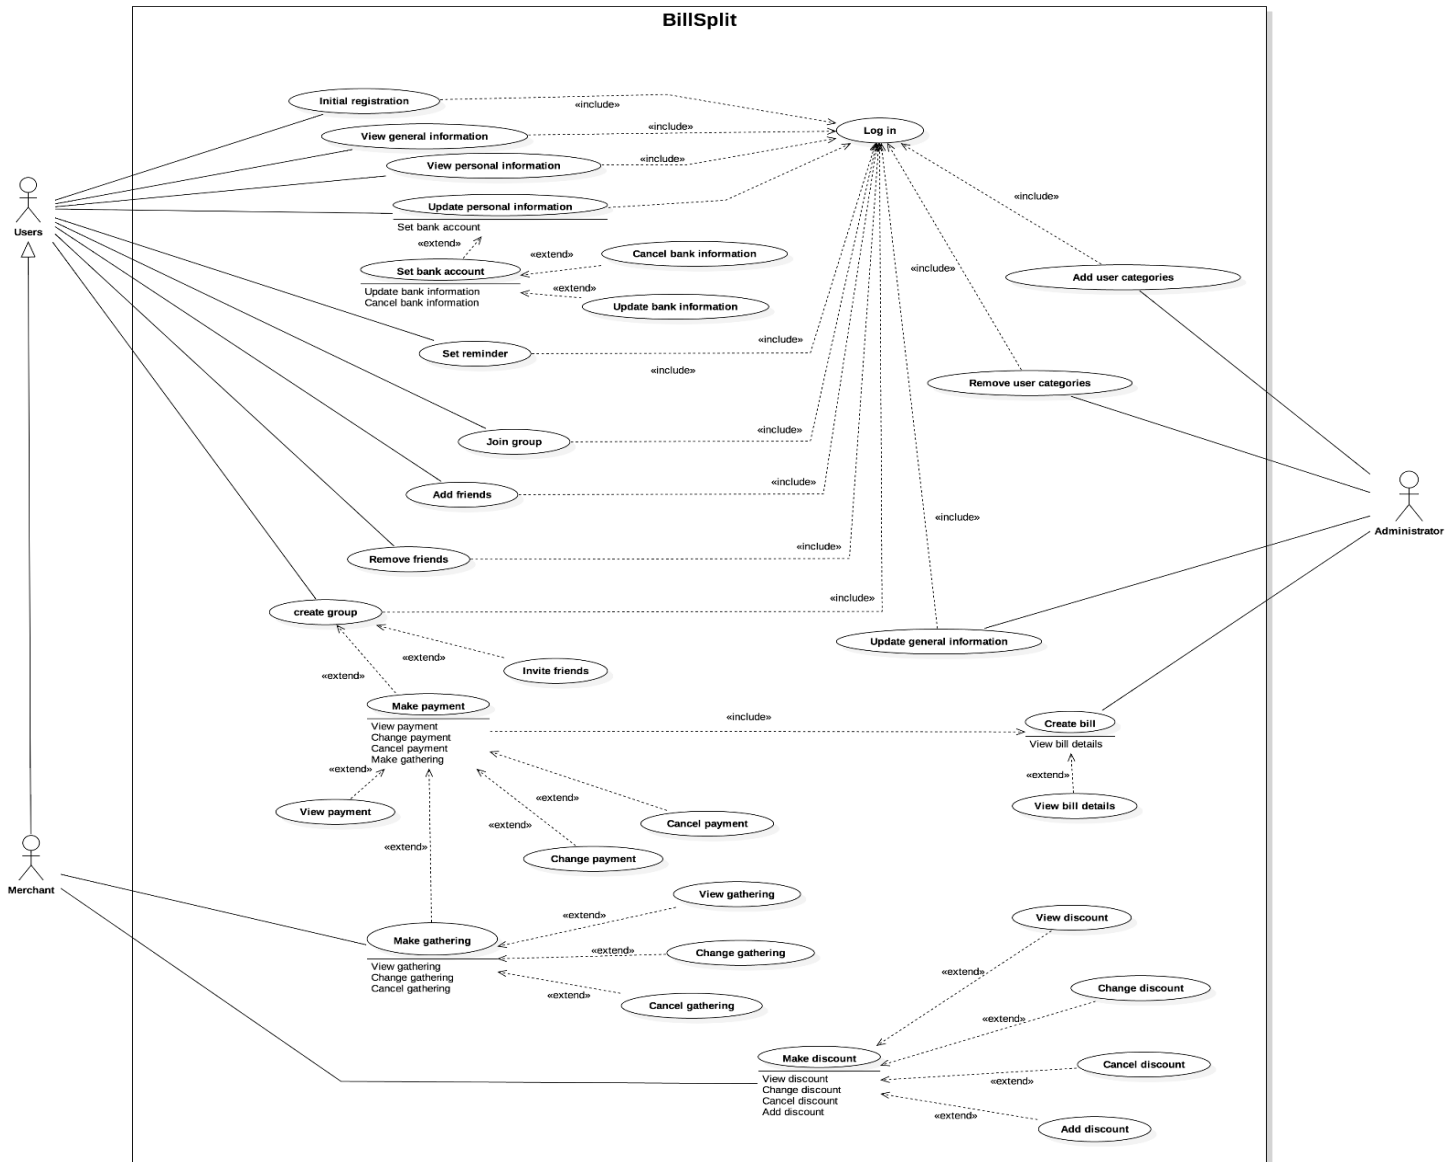 BillSplit
Initial registration
«include»
View general information
«include»
Log in
View personal information
«include»
Users
Update personal information
Set bank account
«extend»
«include»
Set bank account
Update bank information
Cancel bank information
«extend»
Cancel bank information
«extend»
Update bank information
«include»
Add user categories
Set reminder
«include»
«include»
Remove user categories
Join group
«include»
Add friends
«include»
«include»
Administrator
Remove friends
«include»
create group
«include»
Update general information
«extend»
«extend»
Invite friends
Make payment
View payment
Change payment
Cancel payment
Make gathering
«include»
Create bill
View bill details
«extend»
«extend»
View bill details
View payment
«extend»
Cancel payment
«extend»
Change payment
«extend»
Merchant
View gathering
«extend»
Make gathering
View gathering
Change gathering
Cancel gathering
«extend»
Change gathering
«extend»
Cancel gathering
View discount
«extend»
Change discount
«extend»
Make discount
View discount
Change discount
Cancel discount
Add discount
Cancel discount
«extend»
«extend»
Add discount